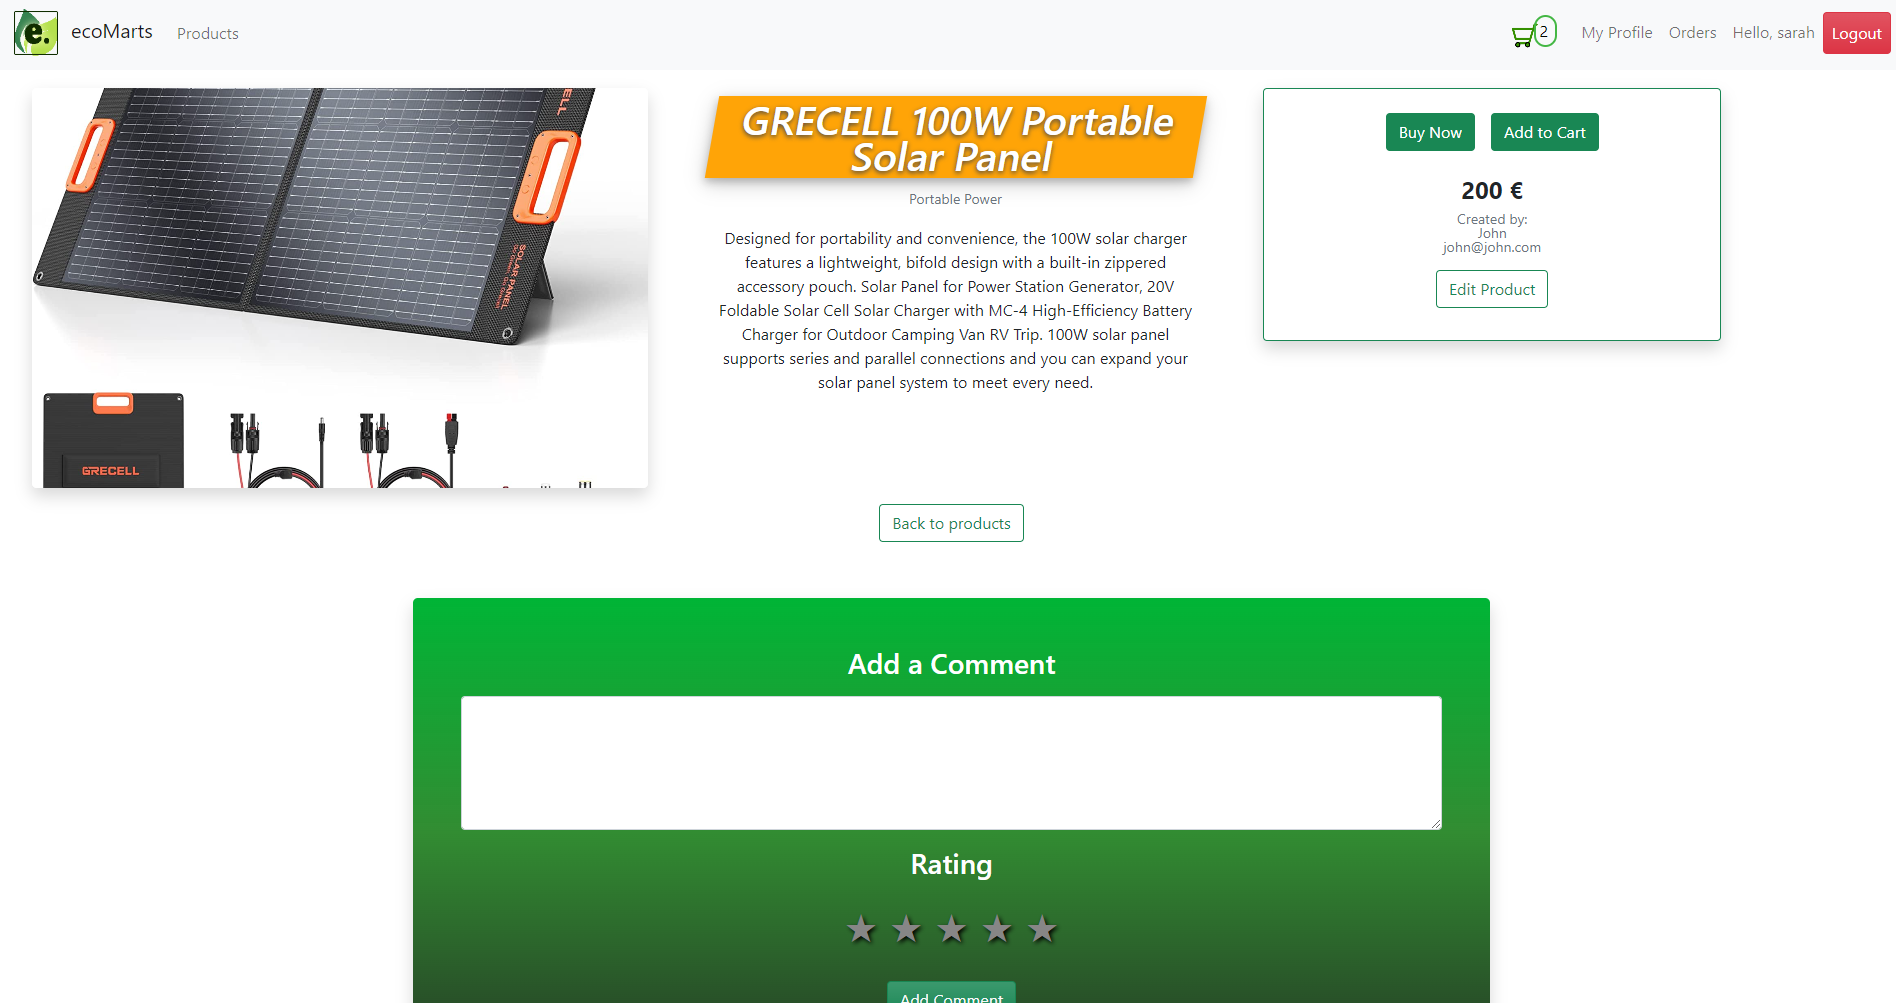 e.
ecoMarts
Products
2
My Profile
Orders
Hello, sarah
Logout
ELL
SOLAR PANEL
GRECELL
GRECELL 100W Portable
Solar Panel
Portable Power
Designed for portability and convenience, the 100W solar charger
features a lightweight, bifold design with a built-in zippered
accessory pouch. Solar Panel for Power Station Generator, 20V
Foldable Solar Cell Solar Charger with MC-4 High-Efficiency Battery
Charger for Outdoor Camping Van RV Trip. 100W solar panel
supports series and parallel connections and you can expand your
solar panel system to meet every need.
Buy Now
Add to Cart
200 €
Created by:
John
john@john.com
Edit Product
Back to products
Add a Comment
Rating
Add Comment